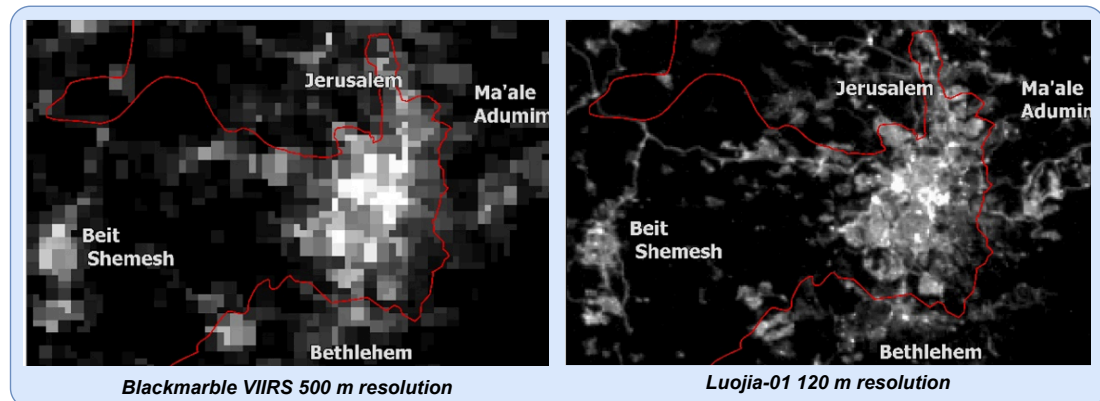 Jerusalem
Ma'ale
Adumim
Beit
Shemesh
Bethlehem
Blackmarble VIIRS 500 m resolution
Jerusalem
Ma'ale
Adumim
Beit
Shemesh
Bethlehem
Luojia-01 120 m resolution